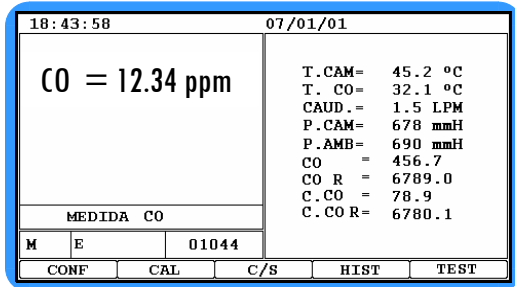 18:43:58 07/01/01
CO = 12.34 ppm
MEDIDA CO
M E 01044
T.CAM= 45.2 ºC
T. CO= 32.1 ºC
CAUD.= 1.5 LPM
P.CAM= 678 mmH
P.AMB= 690 mmH
CO = 456.7
CO R = 6789.0
C.CO = 78.9
C.CO R= 6780.1
CONF CAL C/S HIST TEST